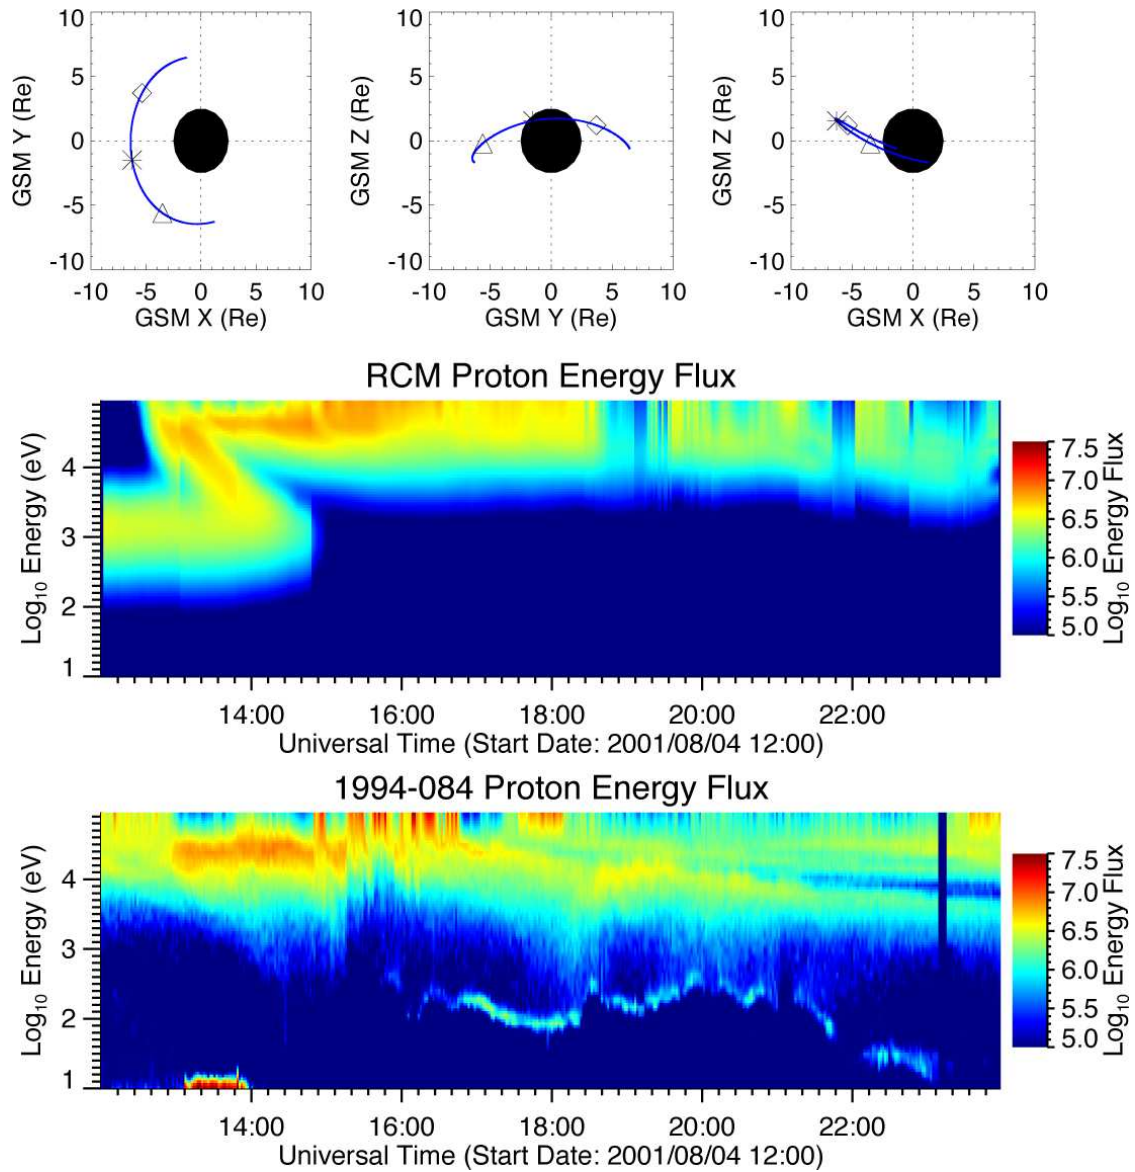 10
5
0
-5
-10
GSM Y (Re)
-10 -5 0 5 10
GSM X (Re)
10
5
0
-5
-10
GSM Z (Re)
-10 -5 0 5 10
GSM Y (Re)
10
5
0
-5
-10
GSM Z (Re)
-10 -5 0 5 10
GSM X (Re)
RCM Proton Energy Flux
Log10 Energy (eV)
4
3
2
1
14:00 16:00 18:00 20:00 22:00
Universal Time (Start Date: 2001/08/04 12:00)
7.5
7.0
6.5
6.0
5.5
5.0
Log10 Energy Flux
1994-084 Proton Energy Flux
Log10 Energy (eV)
4
3
2
1
14:00 16:00 18:00 20:00 22:00
Universal Time (Start Date: 2001/08/04 12:00)
7.5
7.0
6.5
6.0
5.5
5.0
Log10 Energy Flux